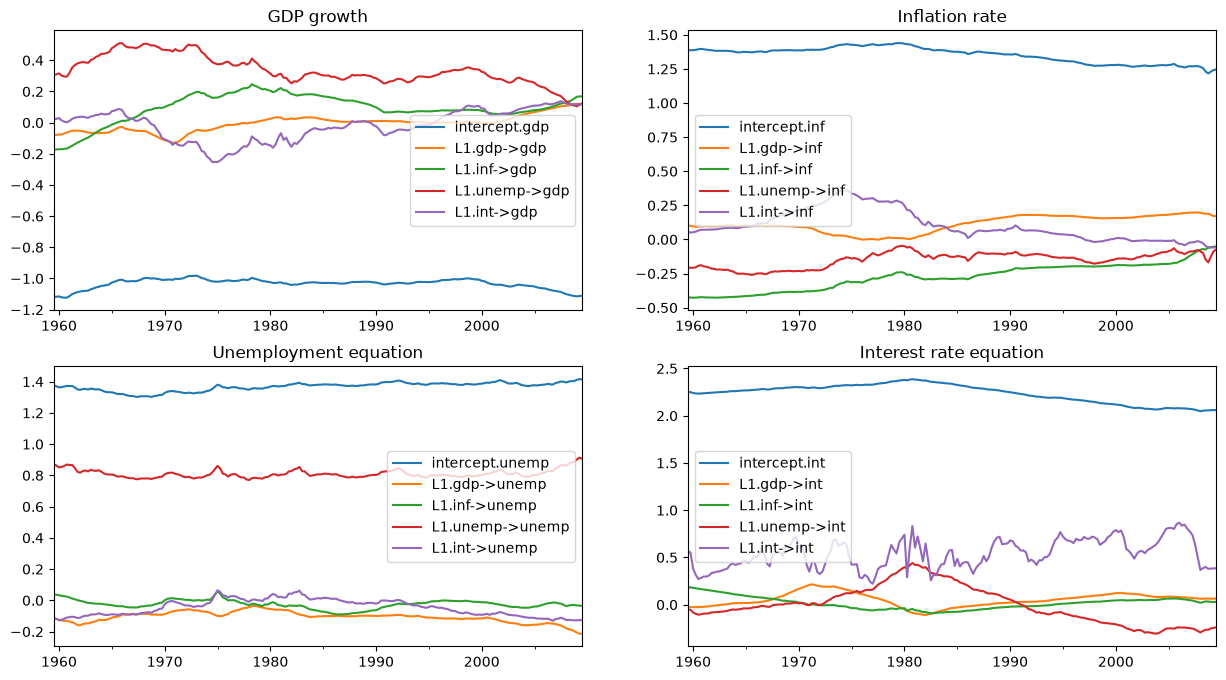 GDP growth
0.4
0.2
0.0
−0.2
−0.4
−0.6
−0.8
−1.0
−1.2
intercept.gdp
L1.gdp->gdp
L1.inf->gdp
L1.unemp->gdp
L1.int->gdp
1960 1970 1980 1990 2000
Inflation rate
1.50
1.25
1.00
0.75
0.50
0.25
0.00
−0.25
−0.50
intercept.inf
L1.gdp->inf
L1.inf->inf
L1.unemp->inf
L1.int->inf
1960 1970 1980 1990 2000
Unemployment equation
1.4
1.2
1.0
0.8
0.6
0.4
0.2
0.0
−0.2
intercept.unemp
L1.gdp->unemp
L1.inf->unemp
L1.unemp->unemp
L1.int->unemp
1960 1970 1980 1990 2000
Interest rate equation
2.5
2.0
1.5
1.0
0.5
0.0
intercept.int
L1.gdp->int
L1.inf->int
L1.unemp->int
L1.int->int
1960 1970 1980 1990 2000